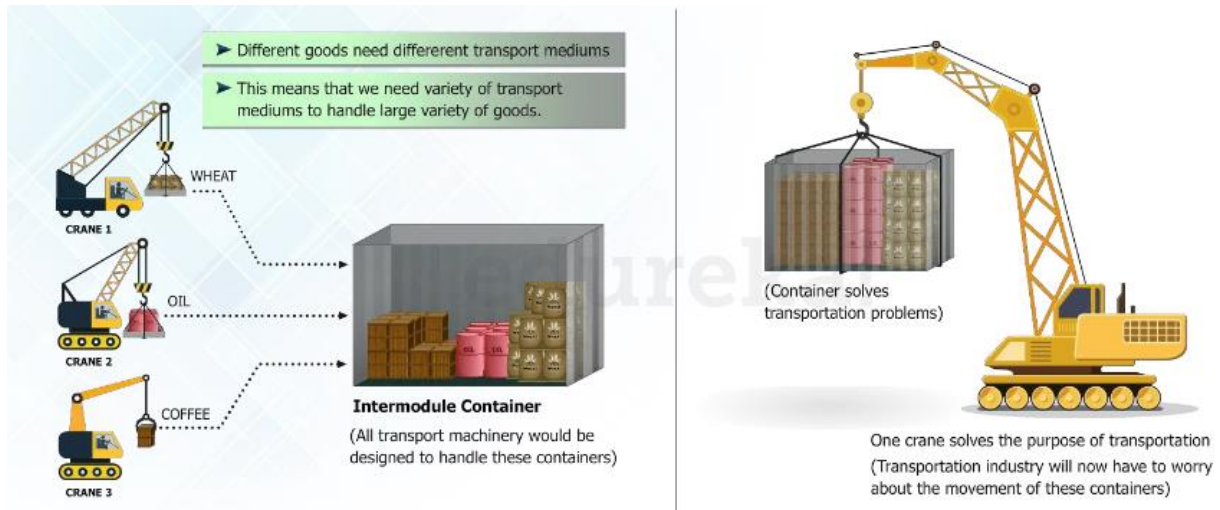 ➤ Different goods need differerent transport mediums
➤ This means that we need variety of transport
mediums to handle large variety of goods.
WHEAT
CRANE 1
OIL
CRANE 2
COFFEE
CRANE 3
Intermodule Container
(All transport machinery would be
designed to handle these containers)
edureka!
(Container solves
transportation problems)
One crane solves the purpose of transportation
(Transportation industry will now have to worry
about the movement of these containers)